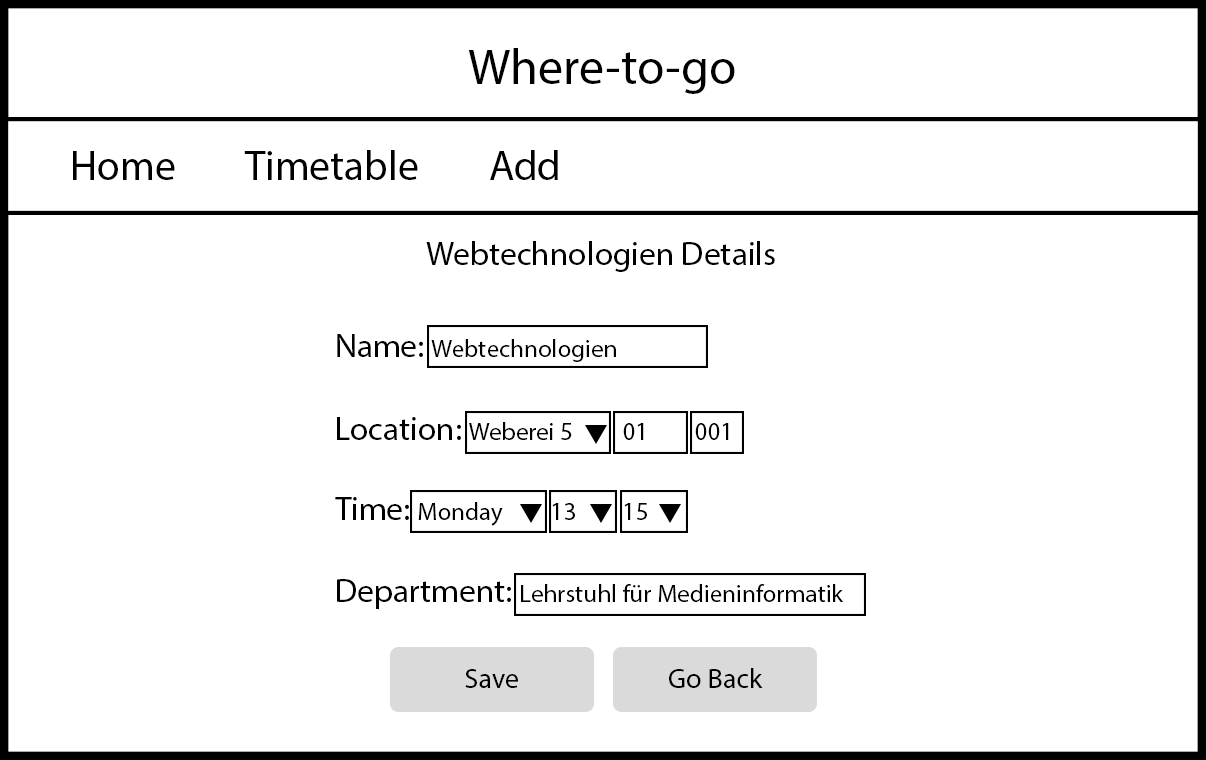 Where-to-go
Home Timetable Add
Webtechnologien Details
Name: Webtechnologien
Location: Weberei 5 01 001
Time: Monday 13 15
Department: Lehrstuhl für Medieninformatik
Save Go Back